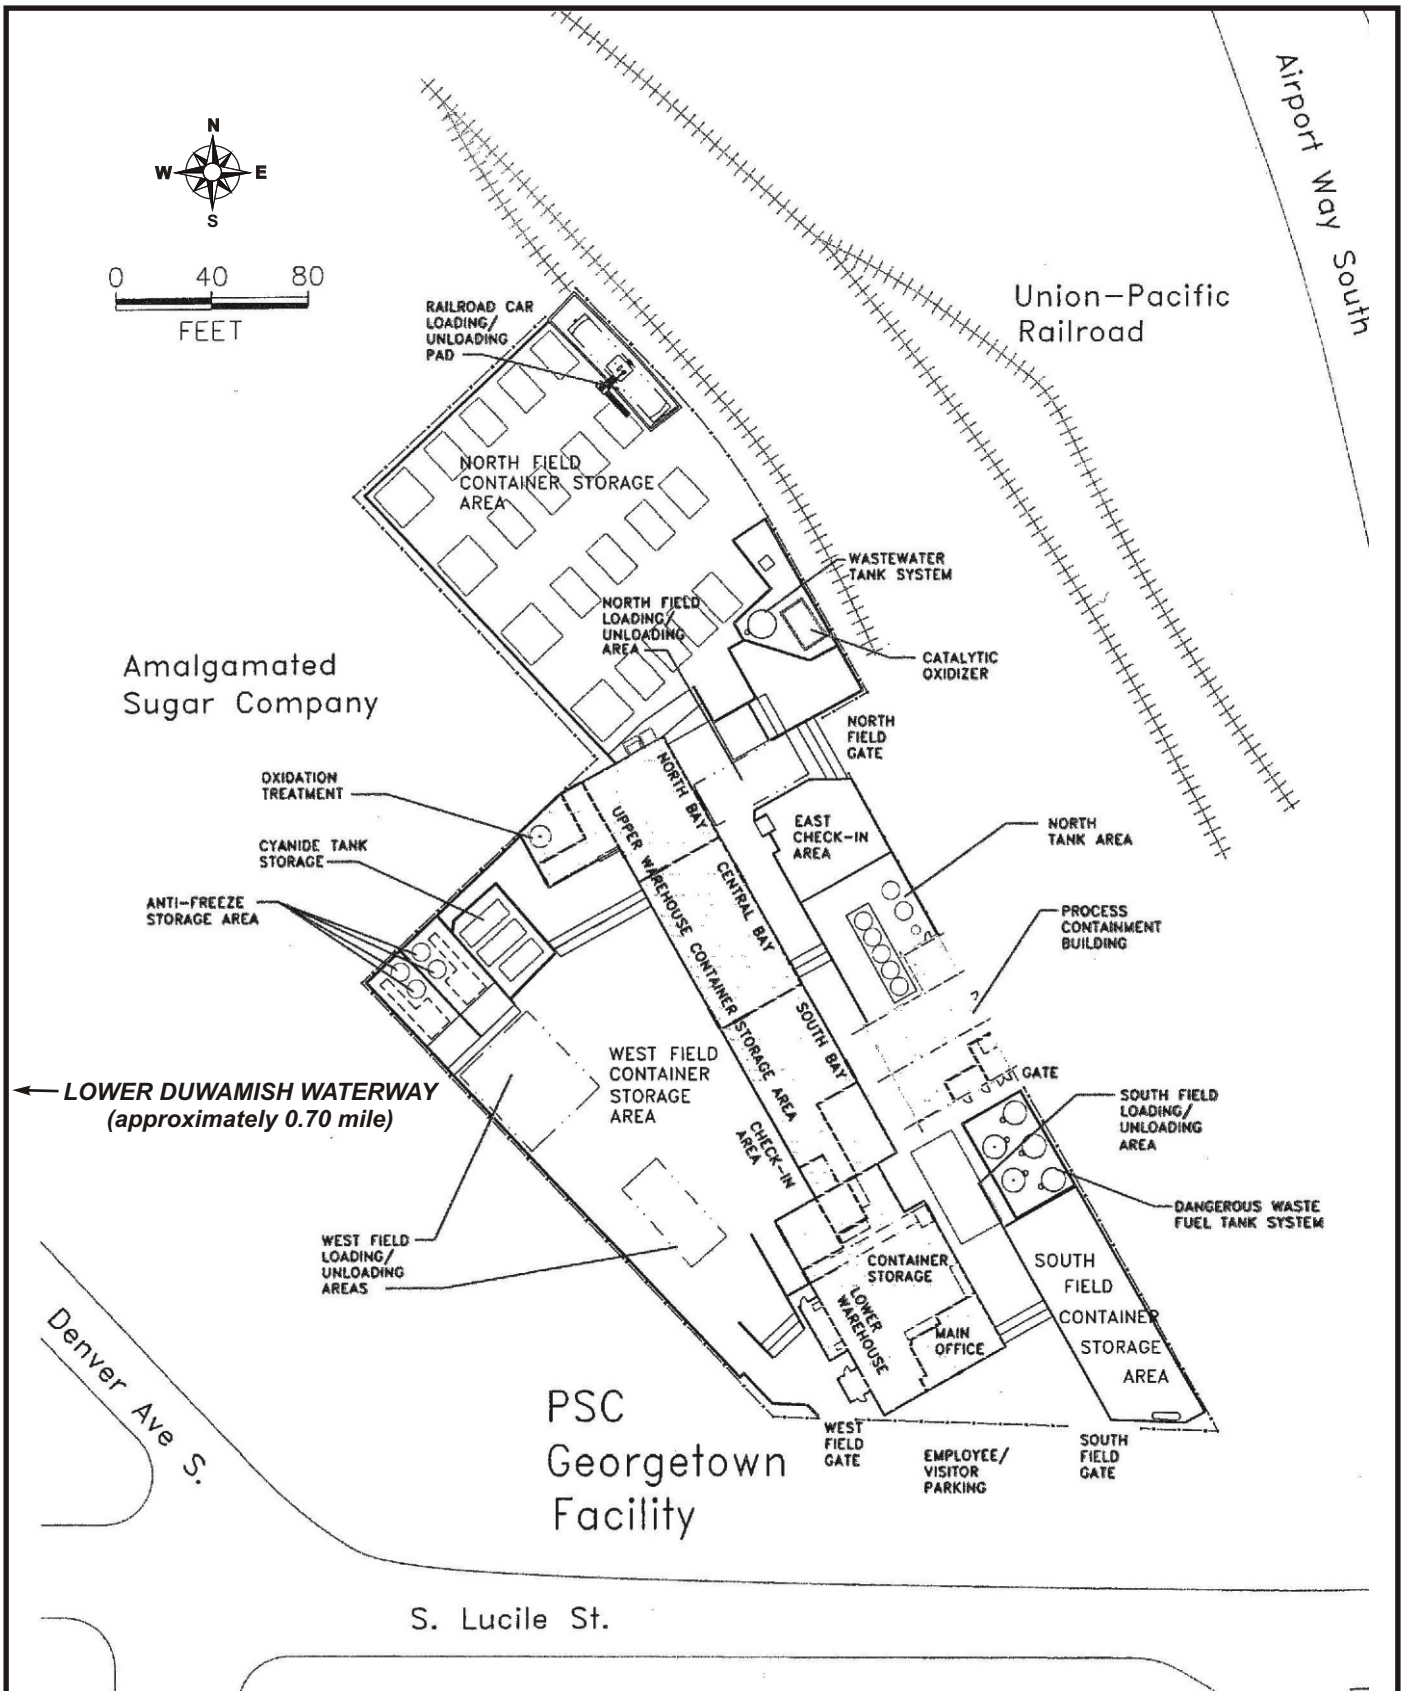 Airport Way South
N
W E
S
0 40 80
FEET
Union-Pacific
Railroad
RAILROAD CAR
LOADING/
UNLOADING
PAD
NORTH FIELD
CONTAINER STORAGE
AREA
WASTEWATER
TANK SYSTEM
NORTH FIELD
LOADING/
UNLOADING
AREA
CATALYTIC
OXIDIZER
Amalgamated
Sugar Company
NORTH
FIELD
GATE
OXIDATION
TREATMENT
NORTH BAY
UPPER WAREHOUSE CONTAINER STORAGE AREA
EAST
CHECK-IN
AREA
NORTH
TANK AREA
CYANIDE TANK
STORAGE
CENTRAL BAY
ANTI-FREEZE
STORAGE AREA
PROCESS
CONTAINMENT
BUILDING
SOUTH BAY
WEST FIELD
CONTAINER
STORAGE
AREA
GATE
LOWER DUWAMISH WATERWAY
(approximately 0.70 mile)
SOUTH FIELD
LOADING/
UNLOADING
AREA
CHECK-IN
AREA
DANGEROUS WASTE
FUEL TANK SYSTEM
WEST FIELD
LOADING/
UNLOADING
AREAS
CONTAINER
STORAGE
SOUTH
FIELD
CONTAINER
STORAGE
AREA
LOWER
WAREHOUSE
MAIN
OFFICE
Denver Ave S.
PSC
Georgetown
Facility
WEST
FIELD
GATE
EMPLOYEE/
VISITOR
PARKING
SOUTH
FIELD
GATE
S. Lucile St.